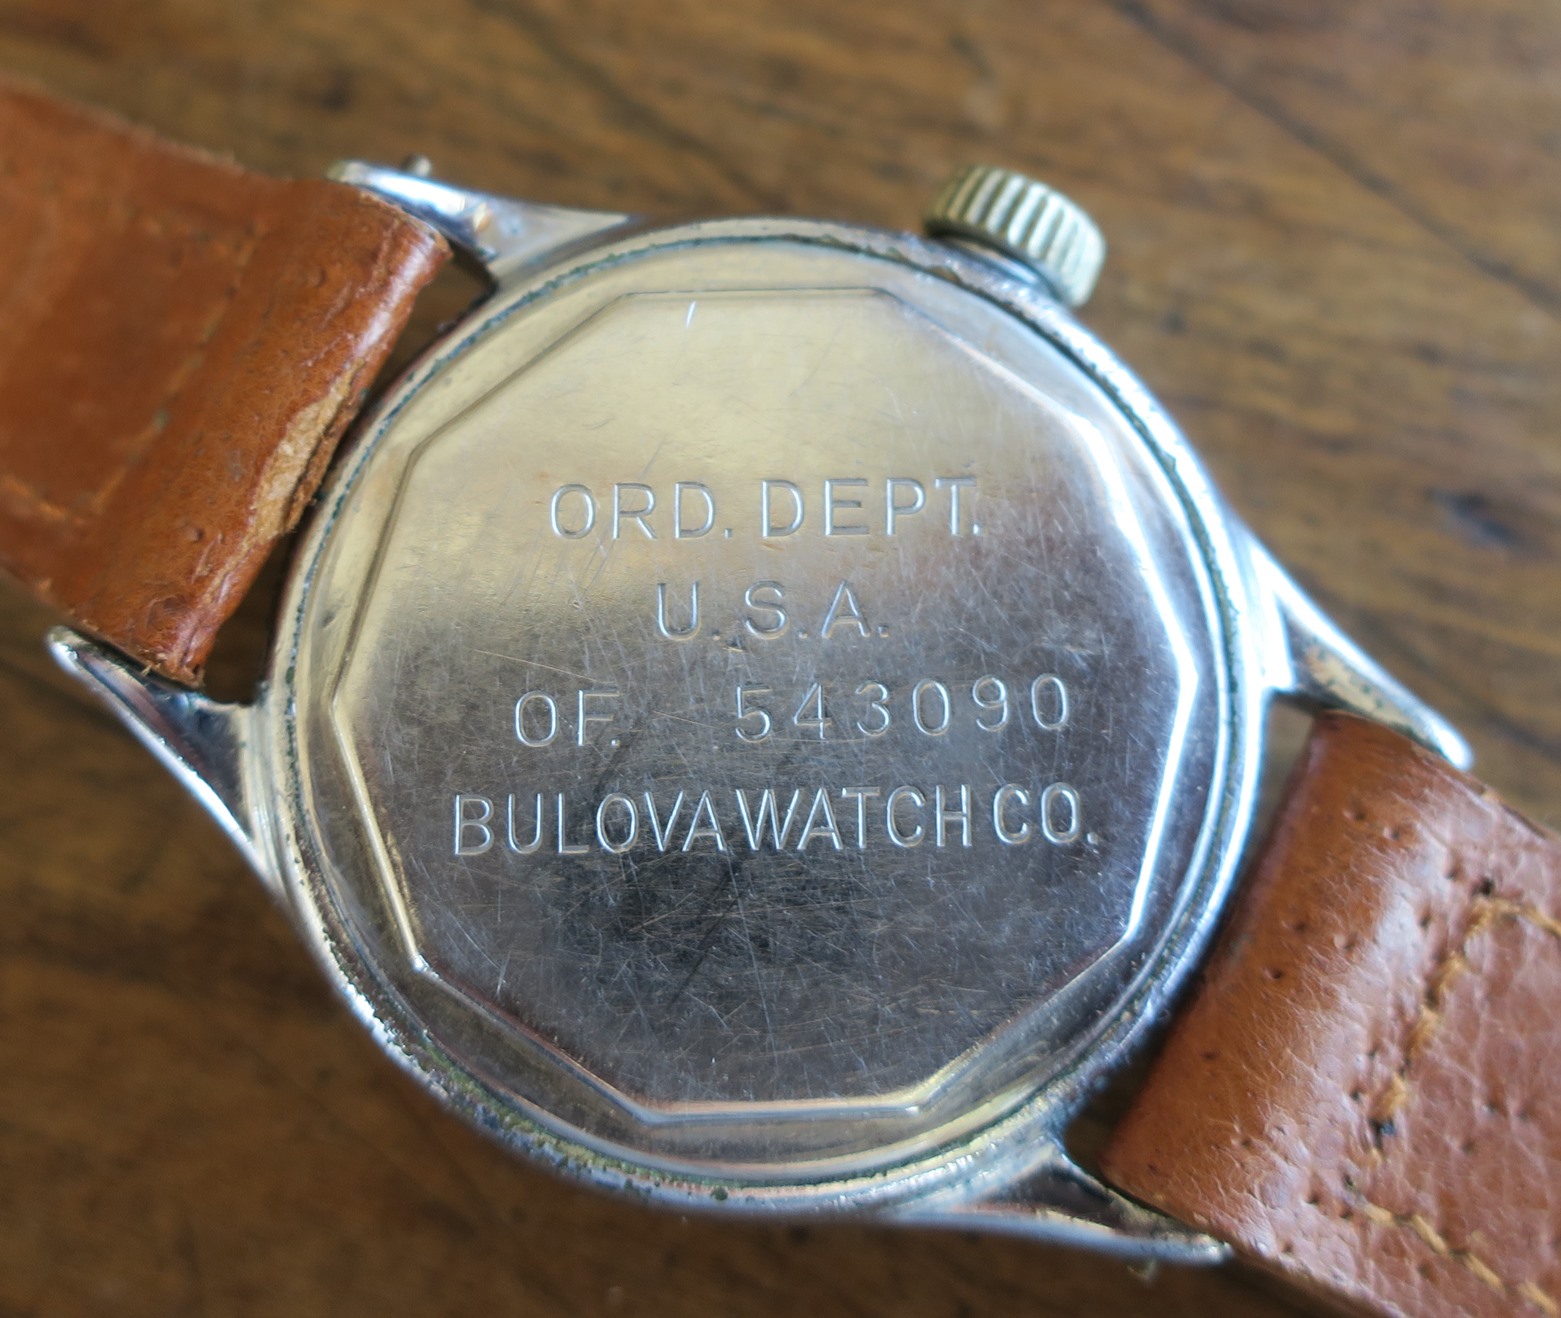 ORD. DEPT.
U.S.A.
OF. 543090
BULOVA WATCH CO.